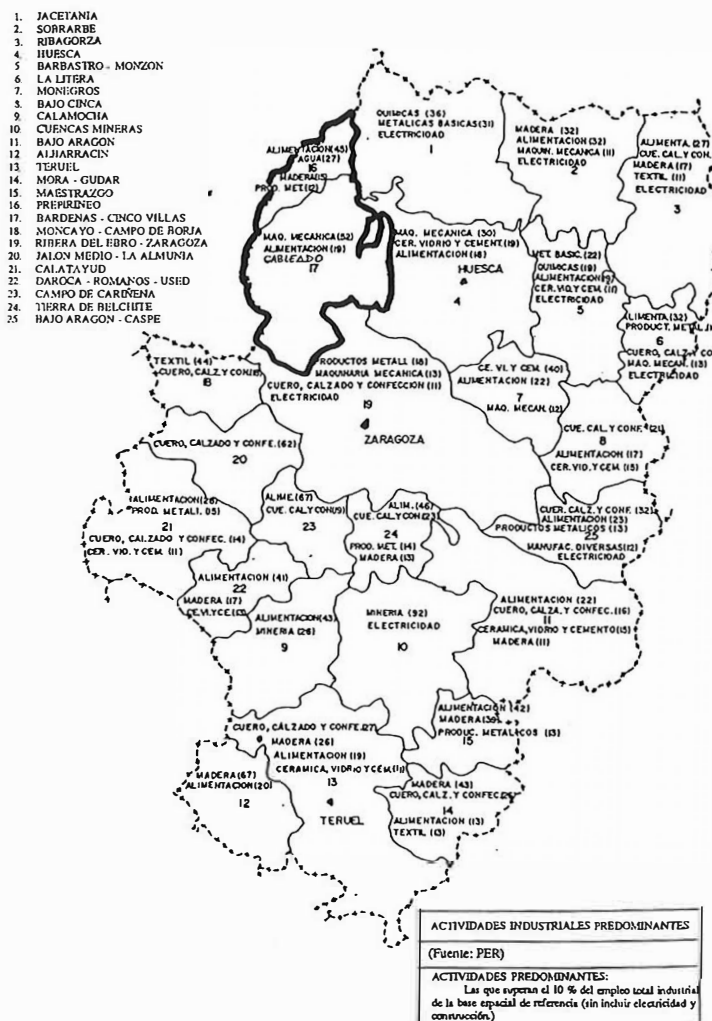 1. JACETANIA
2. SOBRARBE
3. RIBAGORZA
4. HUESCA
5 BARBASTRO - MONZON
6. LA LITERA
7. MONEGROS
8. BAJO CINCA
9. CALAMOCHA
10. CUENCAS MINERAS
11. BAJO ARAGON
12 ALBARRACIN
13. TERUEL
14. MORA - GUDAR
15. MAESTRAZGO
16. PREPIRINEO
17. BARDENAS - CINCO VILLAS
18. MONCAYO - CAMPO DE BORJA
19. RIBERA DEL EBRO - ZARAGOZA
20. JALON MEDIO - LA ALMUNIA
21. CALATAYUD
22 DAROCA - ROMANOS - USED
23. CAMPO DE CARIÑENA
24. TIERRA DE BELCHITE
25 BAJO ARAGON - CASPE
QUIMICAS (36)
METALICAS BASICAS (31)
ELECTRICIDAD
1
MADERA (32)
ALIMENTACION (32)
MAQUIN. MECANICA (11)
ELECTRICIDAD
2
ALIMENTA. (27)
CUE. CAL. Y CON.
MADERA (17)
TEXTIL (11)
ELECTRICIDAD
3
ALIMENTACION (45)
AGUA (27)
16
MADERA (15)
PROD. MET. (12)
MAQ. MECANICA (52)
ALIMENTACION (19)
CABLEADO
17
MAQ. MECANICA (30)
CER. VIDRIO Y CEMENT. (19)
ALIMENTACION (18)
HUESCA
4
MET. BASIC. (22)
QUIMICAS (19)
ALIMENTACION
CER. VID. Y CEM. (11)
ELECTRICIDAD
5
ALIMENTA (32)
PRODUCT. METAL.
6
CUERO, CALZ. Y CO
MAQ. MECAN. (13)
ELECTRICIDAD
TEXTIL (44)
CUERO, CALZ. Y CON.
18
PRODUCTOS METALI. (18)
MAQUINARIA MECANICA (13)
CUERO, CALZADO Y CONFECCION (11)
ELECTRICIDAD
19
ZARAGOZA
CE. VI. Y CEM. (40)
ALIMENTACION (22)
7
MAQ. MECAN. (12)
CUE. CAL. Y CONF. (21)
8
ALIMENTACION (17)
CER. VID. Y CEM. (15)
CUERO, CALZADO Y CONFE. (62)
20
ALIMENTACION (28)
PROD. METALI. (15)
21
CUERO, CALZADO Y CONFEC. (14)
CER. VID. Y CEM. (11)
ALIME. (67)
CUE. CAL. Y CON. (19)
23
ALIM. (46)
CUE. CAL. Y CON. (23)
24
PROD. MET. (14)
MADERA (13)
CUER. CALZ. Y CONF. (32)
ALIMENTACION (23)
PRODUCTOS METALICOS (13)
25
MANUFAC. DIVERSAS (12)
ELECTRICIDAD
ALIMENTACION (41)
22
MADERA (17)
CE. VI. Y CE.
ALIMENTACION (43)
MINERIA (26)
9
MINERIA (92)
ELECTRICIDAD
10
ALIMENTACION (22)
CUERO, CALZA. Y CONFEC. (16)
11
CERAMICA, VIDRIO Y CEMENTO (15)
MADERA (11)
ALIMENTACION (42)
MADERA (39)
15
PRODUC. METALICOS (13)
CUERO, CALZADO Y CONFE. (27)
MADERA (26)
ALIMENTACION (19)
CERAMICA, VIDRIO Y CEM. (11)
13
TERUEL
MADERA (67)
ALIMENTACION (20)
12
MADERA (43)
CUERO, CALZ. Y CONFEC.
14
ALIMENTACION (13)
TEXTIL (13)
ACTIVIDADES INDUSTRIALES PREDOMINANTES
(Fuente: PER)
ACTIVIDADES PREDOMINANTES:
Las que superan el 10 % del empleo total industrial
de la base espacial de referencia (sin incluir electricidad y
construcción.)